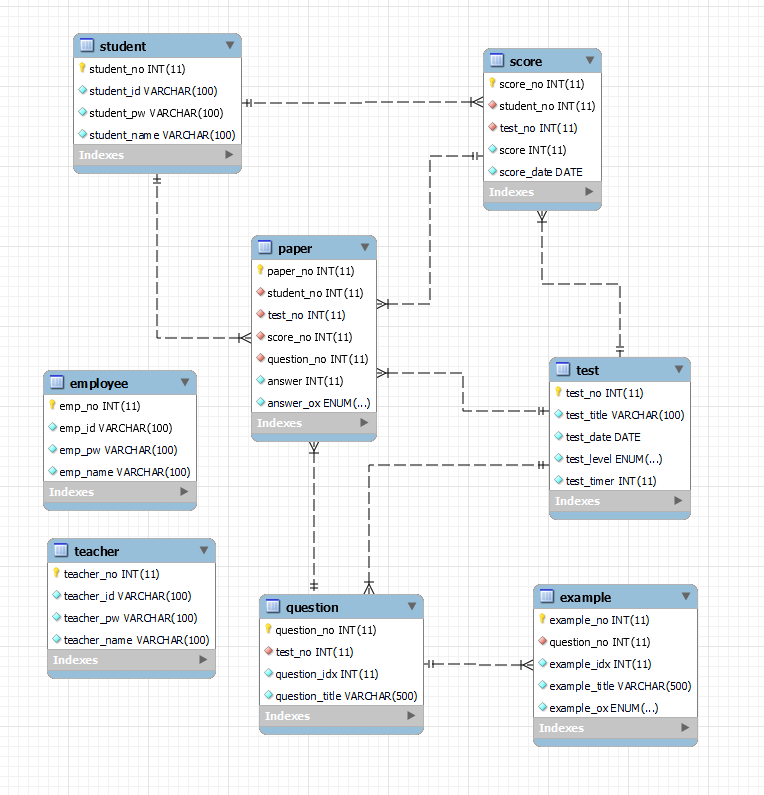 student
student_no INT(11)
student_id VARCHAR(100)
student_pw VARCHAR(100)
student_name VARCHAR(100)
Indexes
score
score_no INT(11)
student_no INT(11)
test_no INT(11)
score INT(11)
score_date DATE
Indexes
paper
paper_no INT(11)
student_no INT(11)
test_no INT(11)
score_no INT(11)
question_no INT(11)
answer INT(11)
answer_ox ENUM(...)
Indexes
employee
emp_no INT(11)
emp_id VARCHAR(100)
emp_pw VARCHAR(100)
emp_name VARCHAR(100)
Indexes
test
test_no INT(11)
test_title VARCHAR(100)
test_date DATE
test_level ENUM(...)
test_timer INT(11)
Indexes
teacher
teacher_no INT(11)
teacher_id VARCHAR(100)
teacher_pw VARCHAR(100)
teacher_name VARCHAR(100)
Indexes
question
question_no INT(11)
test_no INT(11)
question_idx INT(11)
question_title VARCHAR(500)
Indexes
example
example_no INT(11)
question_no INT(11)
example_idx INT(11)
example_title VARCHAR(500)
example_ox ENUM(...)
Indexes